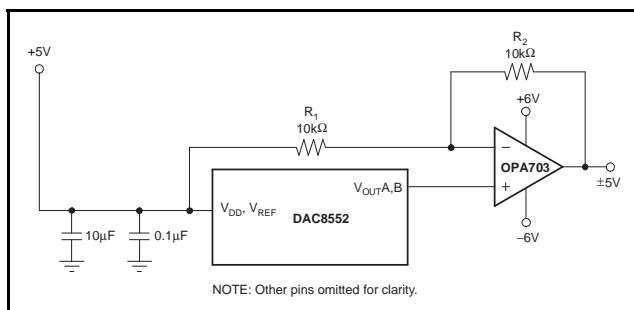 +5V
R2
10kΩ
R1
10kΩ
+6V
−
OPA703
+
±5V
−6V
VOUTA,B
VDD, VREF
DAC8552
10µF
0.1µF
NOTE: Other pins omitted for clarity.